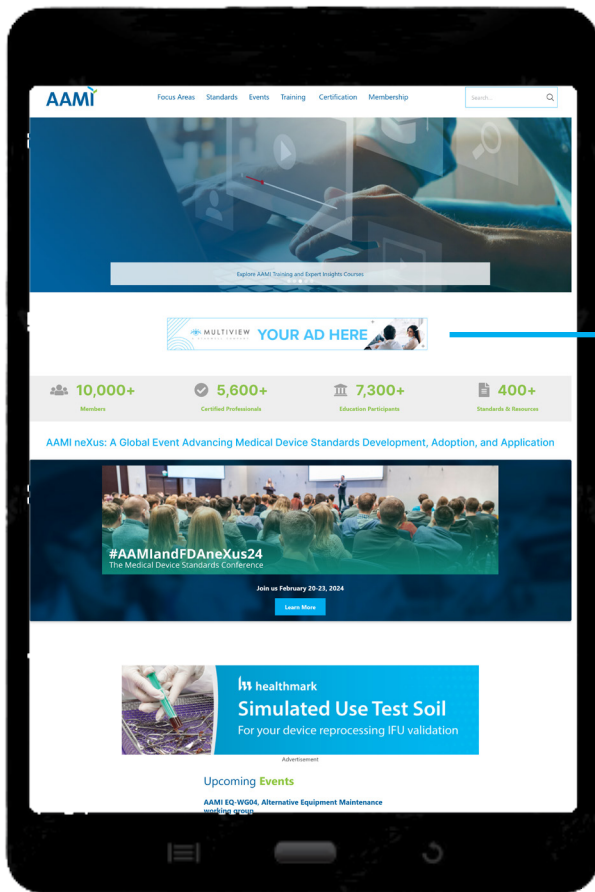 AAMI
Focus Areas Standards Events Training Certification Membership
Search...
Explore AAMI Training and Expert Insights Courses
MULTIVIEW YOUR AD HERE
10,000+ 5,600+ 7,300+ 400+
Members Certified Professionals Education Participants Standards & Resources
AAMI neXus: A Global Event Advancing Medical Device Standards Development, Adoption, and Application
#AAMIandFDAneXus24
The Medical Device Standards Conference
Join us February 20-23, 2024
Learn More
healthmark
Simulated Use Test Soil
For your device reprocessing IFU validation
Advertisement
Upcoming Events
AAMI EQ-WG04, Alternative Equipment Maintenance
working group